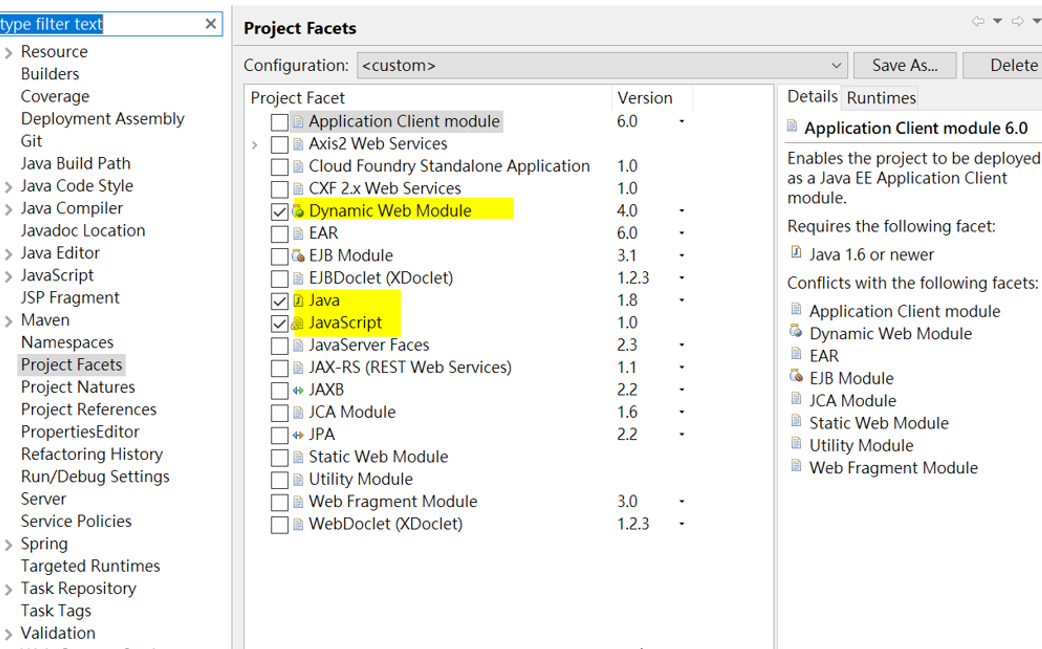 type filter text
Resource
Builders
Coverage
Deployment Assembly
Git
Java Build Path
Java Code Style
Java Compiler
Javadoc Location
Java Editor
JavaScript
JSP Fragment
Maven
Namespaces
Project Facets
Project Natures
Project References
PropertiesEditor
Refactoring History
Run/Debug Settings
Server
Service Policies
Spring
Targeted Runtimes
Task Repository
Task Tags
Validation
Project Facets
Configuration: <custom> Save As... Delete
Project Facet Version
Application Client module 6.0
Axis2 Web Services
Cloud Foundry Standalone Application 1.0
CXF 2.x Web Services 1.0
Dynamic Web Module 4.0
EAR 6.0
EJB Module 3.1
EJBDoclet (XDoclet) 1.2.3
Java 1.8
JavaScript 1.0
JavaServer Faces 2.3
JAX-RS (REST Web Services) 1.1
JAXB 2.2
JCA Module 1.6
JPA 2.2
Static Web Module
Utility Module
Web Fragment Module 3.0
WebDoclet (XDoclet) 1.2.3
Details Runtimes
Application Client module 6.0
Enables the project to be deployed
as a Java EE Application Client
module.
Requires the following facet:
Java 1.6 or newer
Conflicts with the following facets:
Application Client module
Dynamic Web Module
EAR
EJB Module
JCA Module
Static Web Module
Utility Module
Web Fragment Module